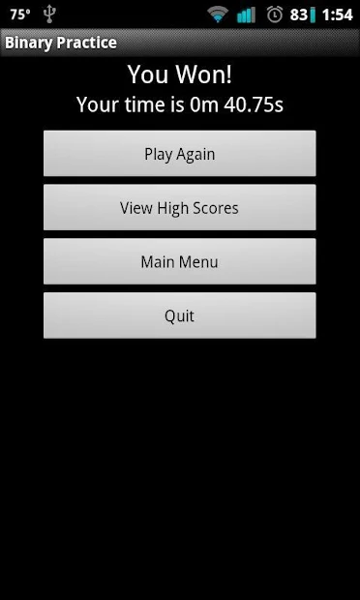 75° 83 1:54
Binary Practice
You Won!
Your time is 0m 40.75s
Play Again
View High Scores
Main Menu
Quit